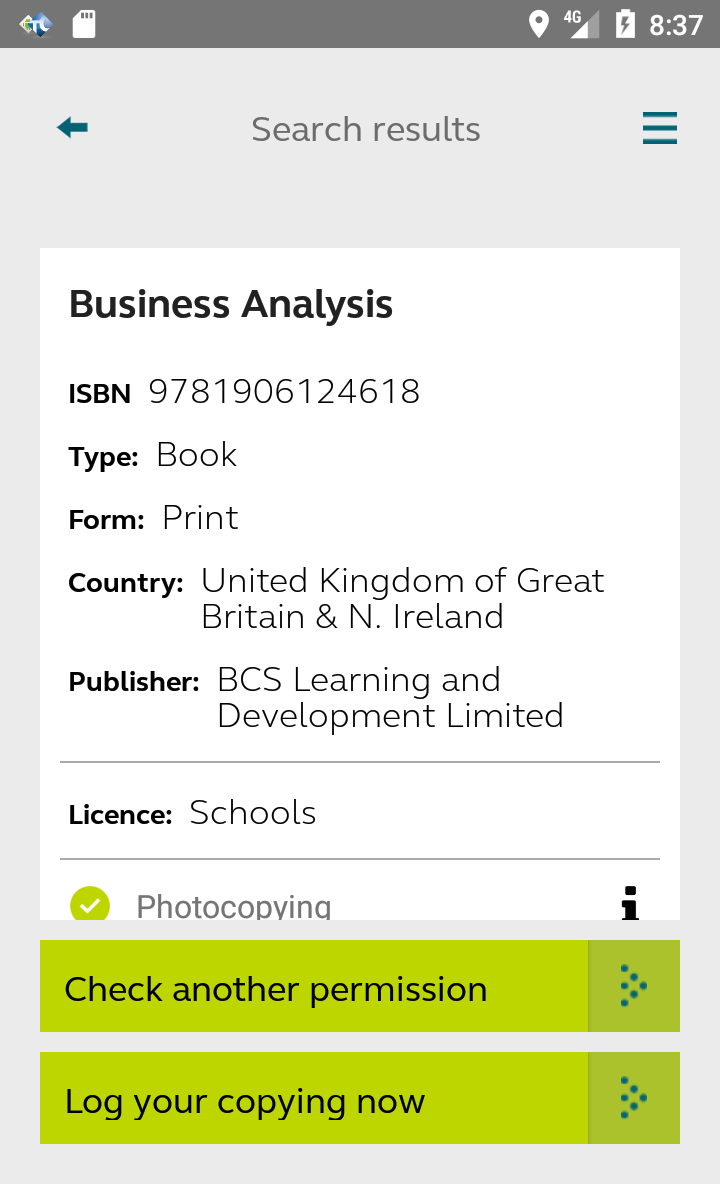 4G 8:37
Search results
Business Analysis
ISBN 9781906124618
Type: Book
Form: Print
Country: United Kingdom of Great
Britain & N. Ireland
Publisher: BCS Learning and
Development Limited
Licence: Schools
Photocopying
Check another permission
Log your copying now